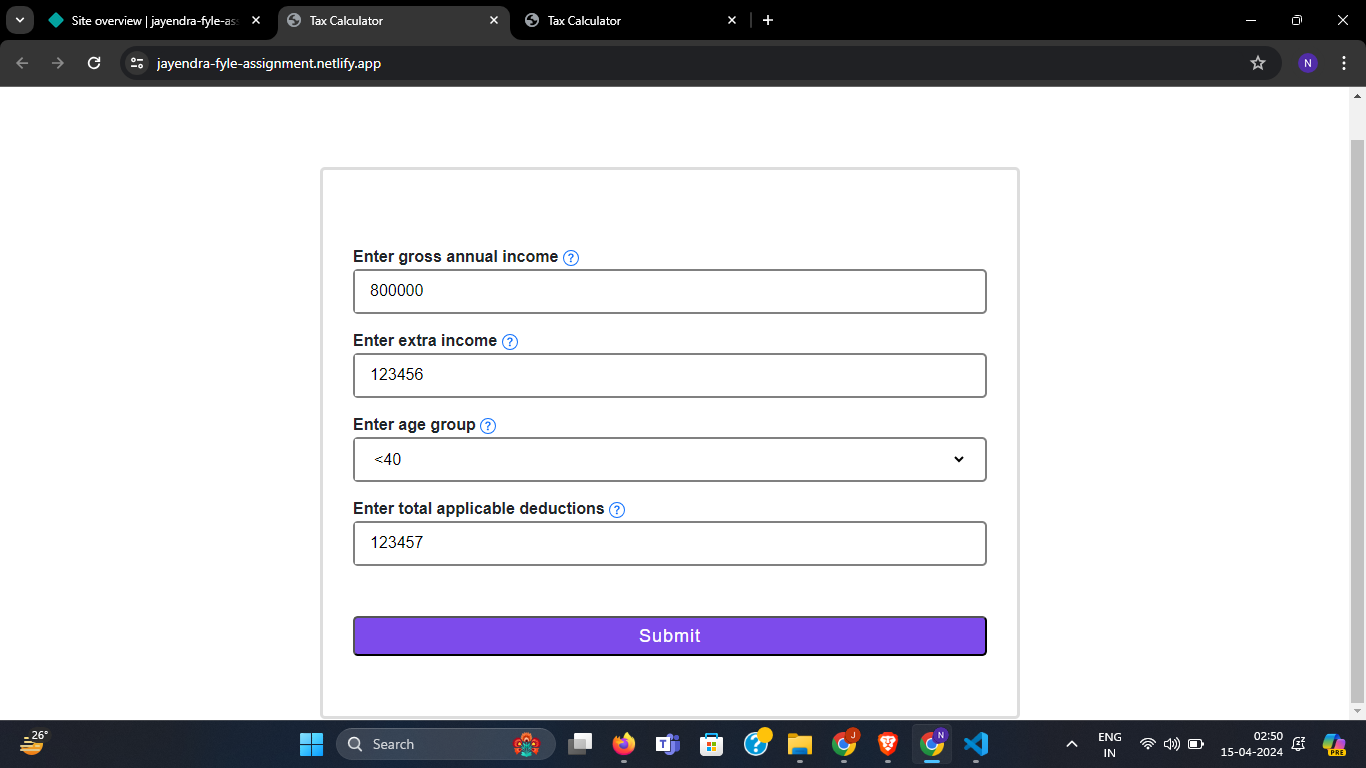 Site overview | jayendra-fyle-as
Tax Calculator
Tax Calculator
jayendra-fyle-assignment.netlify.app
N
Enter gross annual income ?
800000
Enter extra income ?
123456
Enter age group ?
<40
Enter total applicable deductions ?
123457
Submit
26°
Search
J
N
ENG
IN
02:50
15-04-2024
PRE